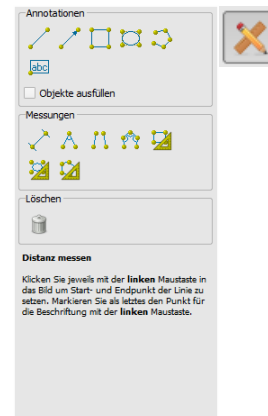 Annotationen
abc
Objekte ausfüllen
Messungen
Löschen
Distanz messen
Klicken Sie jeweils mit der linken Maustaste in
das Bild um Start- und Endpunkt der Linie zu
setzen. Markieren Sie als letztes den Punkt für
die Beschriftung mit der linken Maustaste.